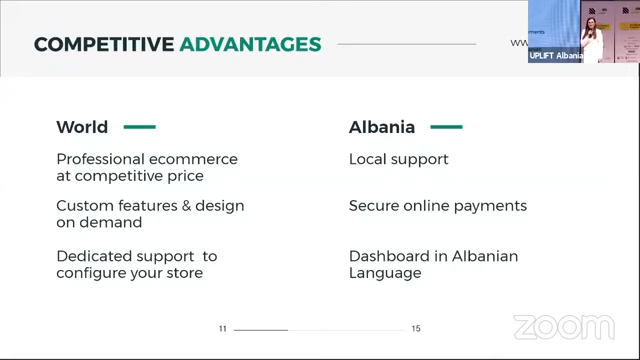 COMPETITIVE ADVANTAGES
ments
UPLIFT Albania
World
Professional ecommerce
at competitive price
Custom features & design
on demand
Dedicated support to
configure your store
Albania
Local support
Secure online payments
Dashboard in Albanian
Language
11
15
zoom